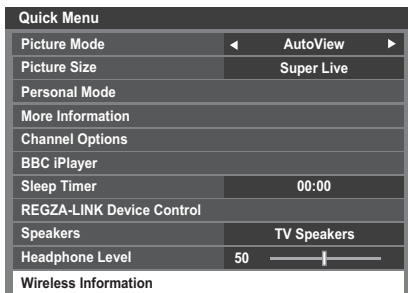 Quick Menu
Picture Mode ◀ AutoView ▶
Picture Size Super Live
Personal Mode
More Information
Channel Options
BBC iPlayer
Sleep Timer 00:00
REGZA-LINK Device Control
Speakers TV Speakers
Headphone Level 50
Wireless Information